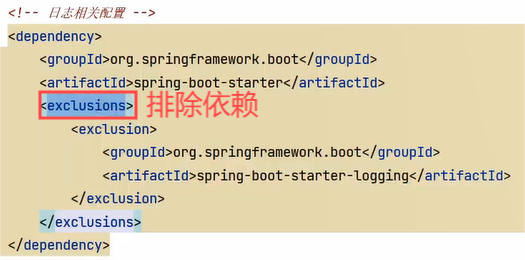 <!-- 日志相关配置 -->
<dependency>
<groupId>org.springframework.boot</groupId>
<artifactId>spring-boot-starter</artifactId>
<exclusions> 排除依赖
<exclusion>
<groupId>org.springframework.boot</groupId>
<artifactId>spring-boot-starter-logging</artifactId>
</exclusion>
</exclusions>
</dependency>